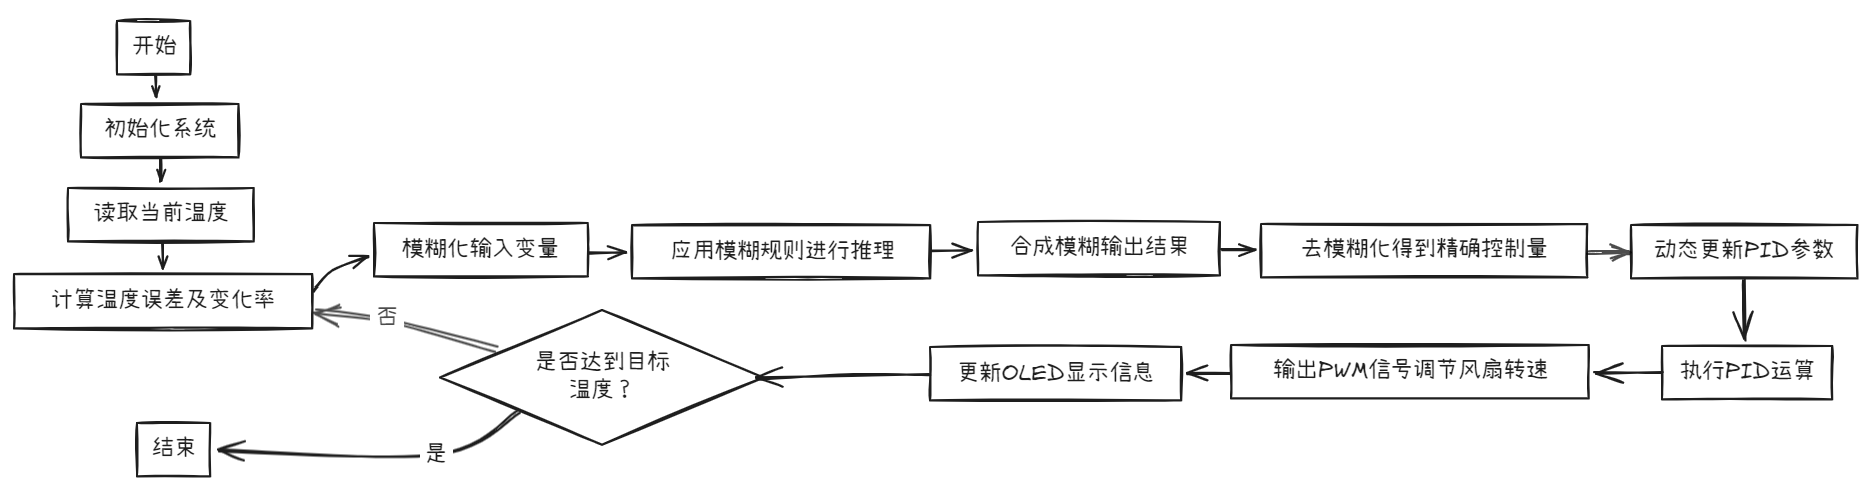 开始
初始化系统
读取当前温度
计算温度误差及变化率
模糊化输入变量
应用模糊规则进行推理
合成模糊输出结果
去模糊化得到精确控制量
动态更新PID参数
执行PID运算
输出PWM信号调节风扇转速
更新OLED显示信息
是否达到目标
温度？
否
是
结束